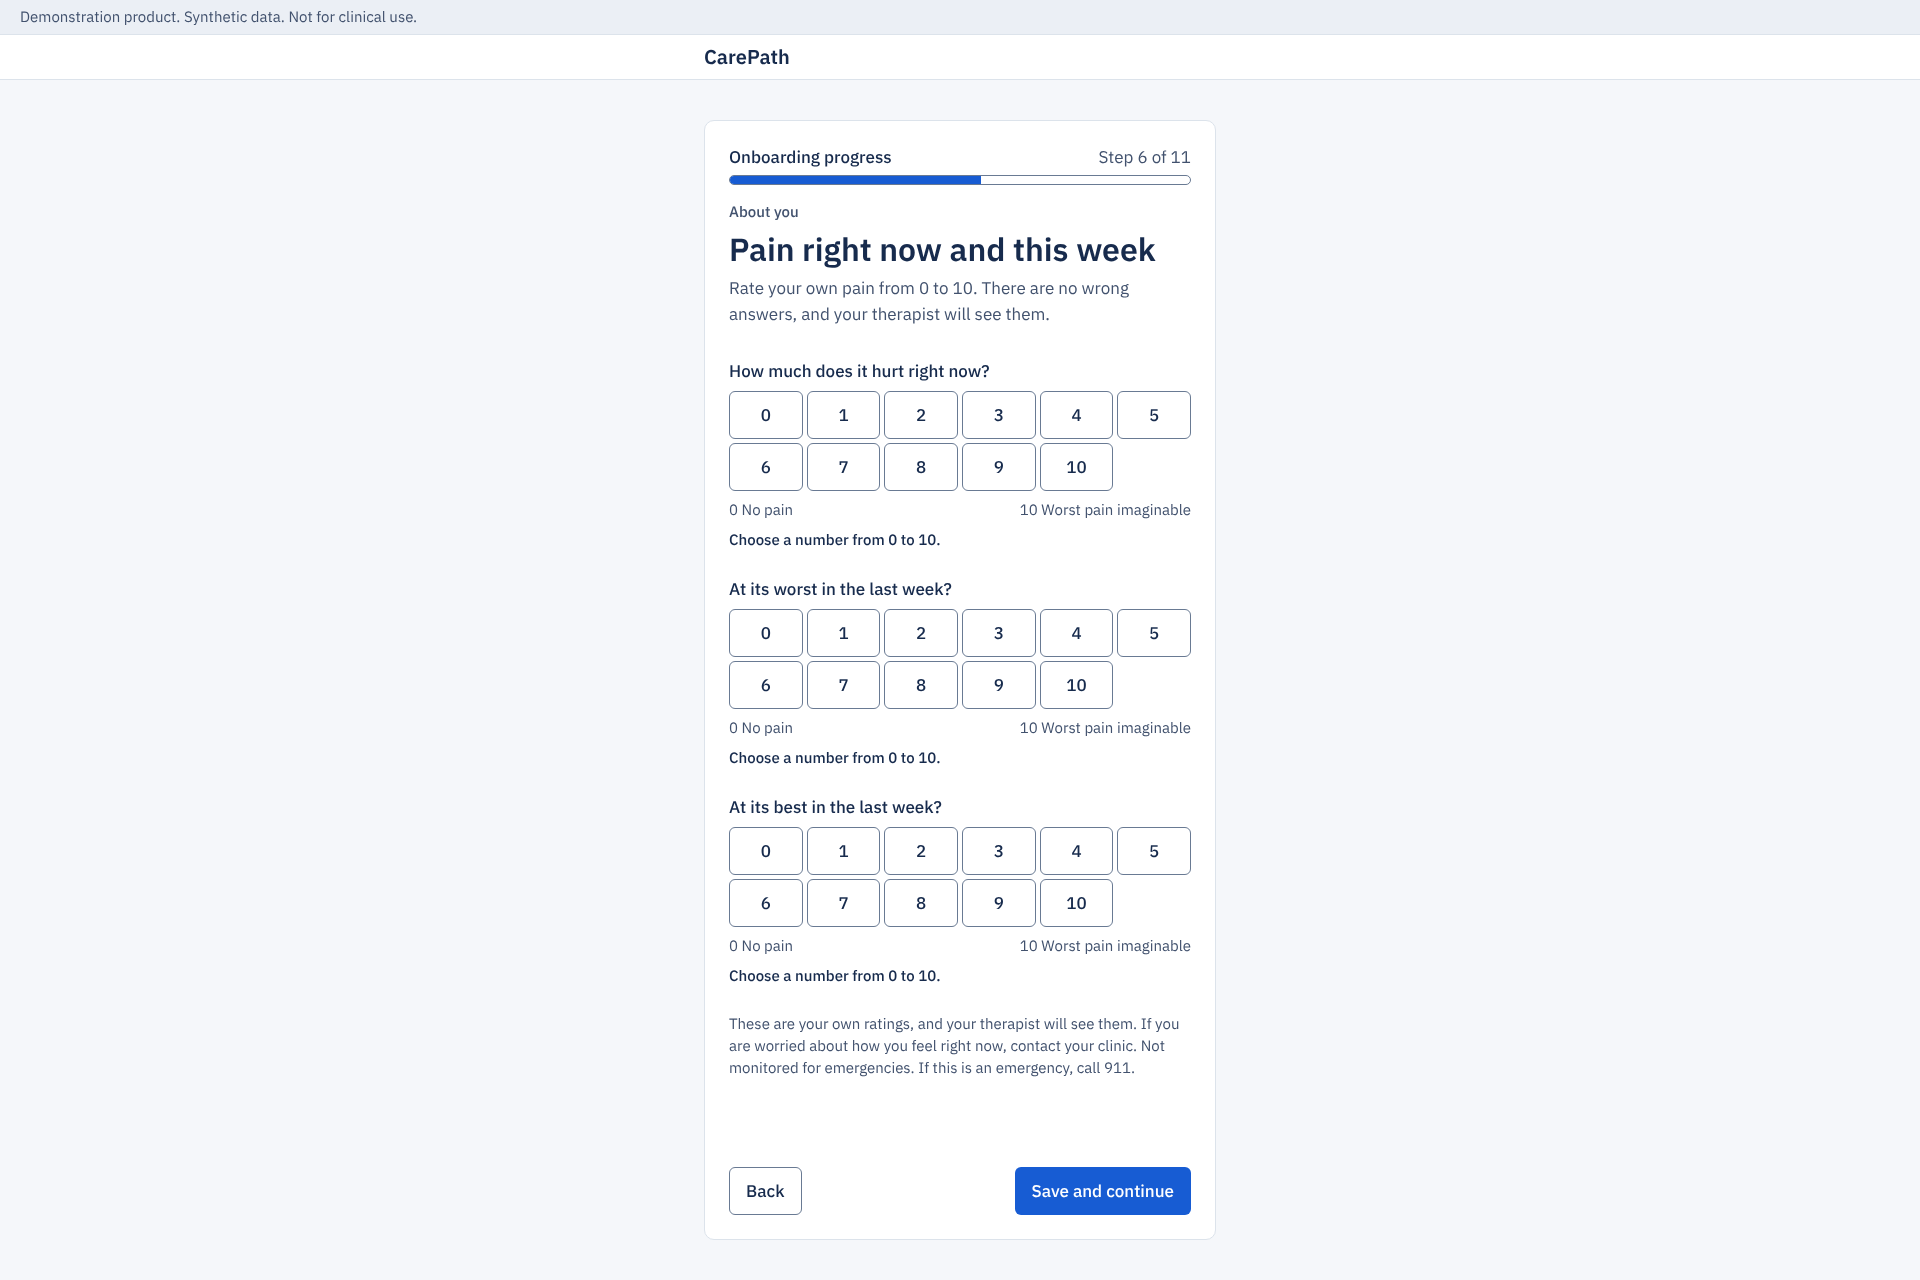 Demonstration product. Synthetic data. Not for clinical use.
CarePath
Onboarding progress Step 6 of 11
About you
Pain right now and this week
Rate your own pain from 0 to 10. There are no wrong
answers, and your therapist will see them.
How much does it hurt right now?
0 1 2 3 4 5
6 7 8 9 10
0 No pain 10 Worst pain imaginable
Choose a number from 0 to 10.
At its worst in the last week?
0 1 2 3 4 5
6 7 8 9 10
0 No pain 10 Worst pain imaginable
Choose a number from 0 to 10.
At its best in the last week?
0 1 2 3 4 5
6 7 8 9 10
0 No pain 10 Worst pain imaginable
Choose a number from 0 to 10.
These are your own ratings, and your therapist will see them. If you
are worried about how you feel right now, contact your clinic. Not
monitored for emergencies. If this is an emergency, call 911.
Back Save and continue